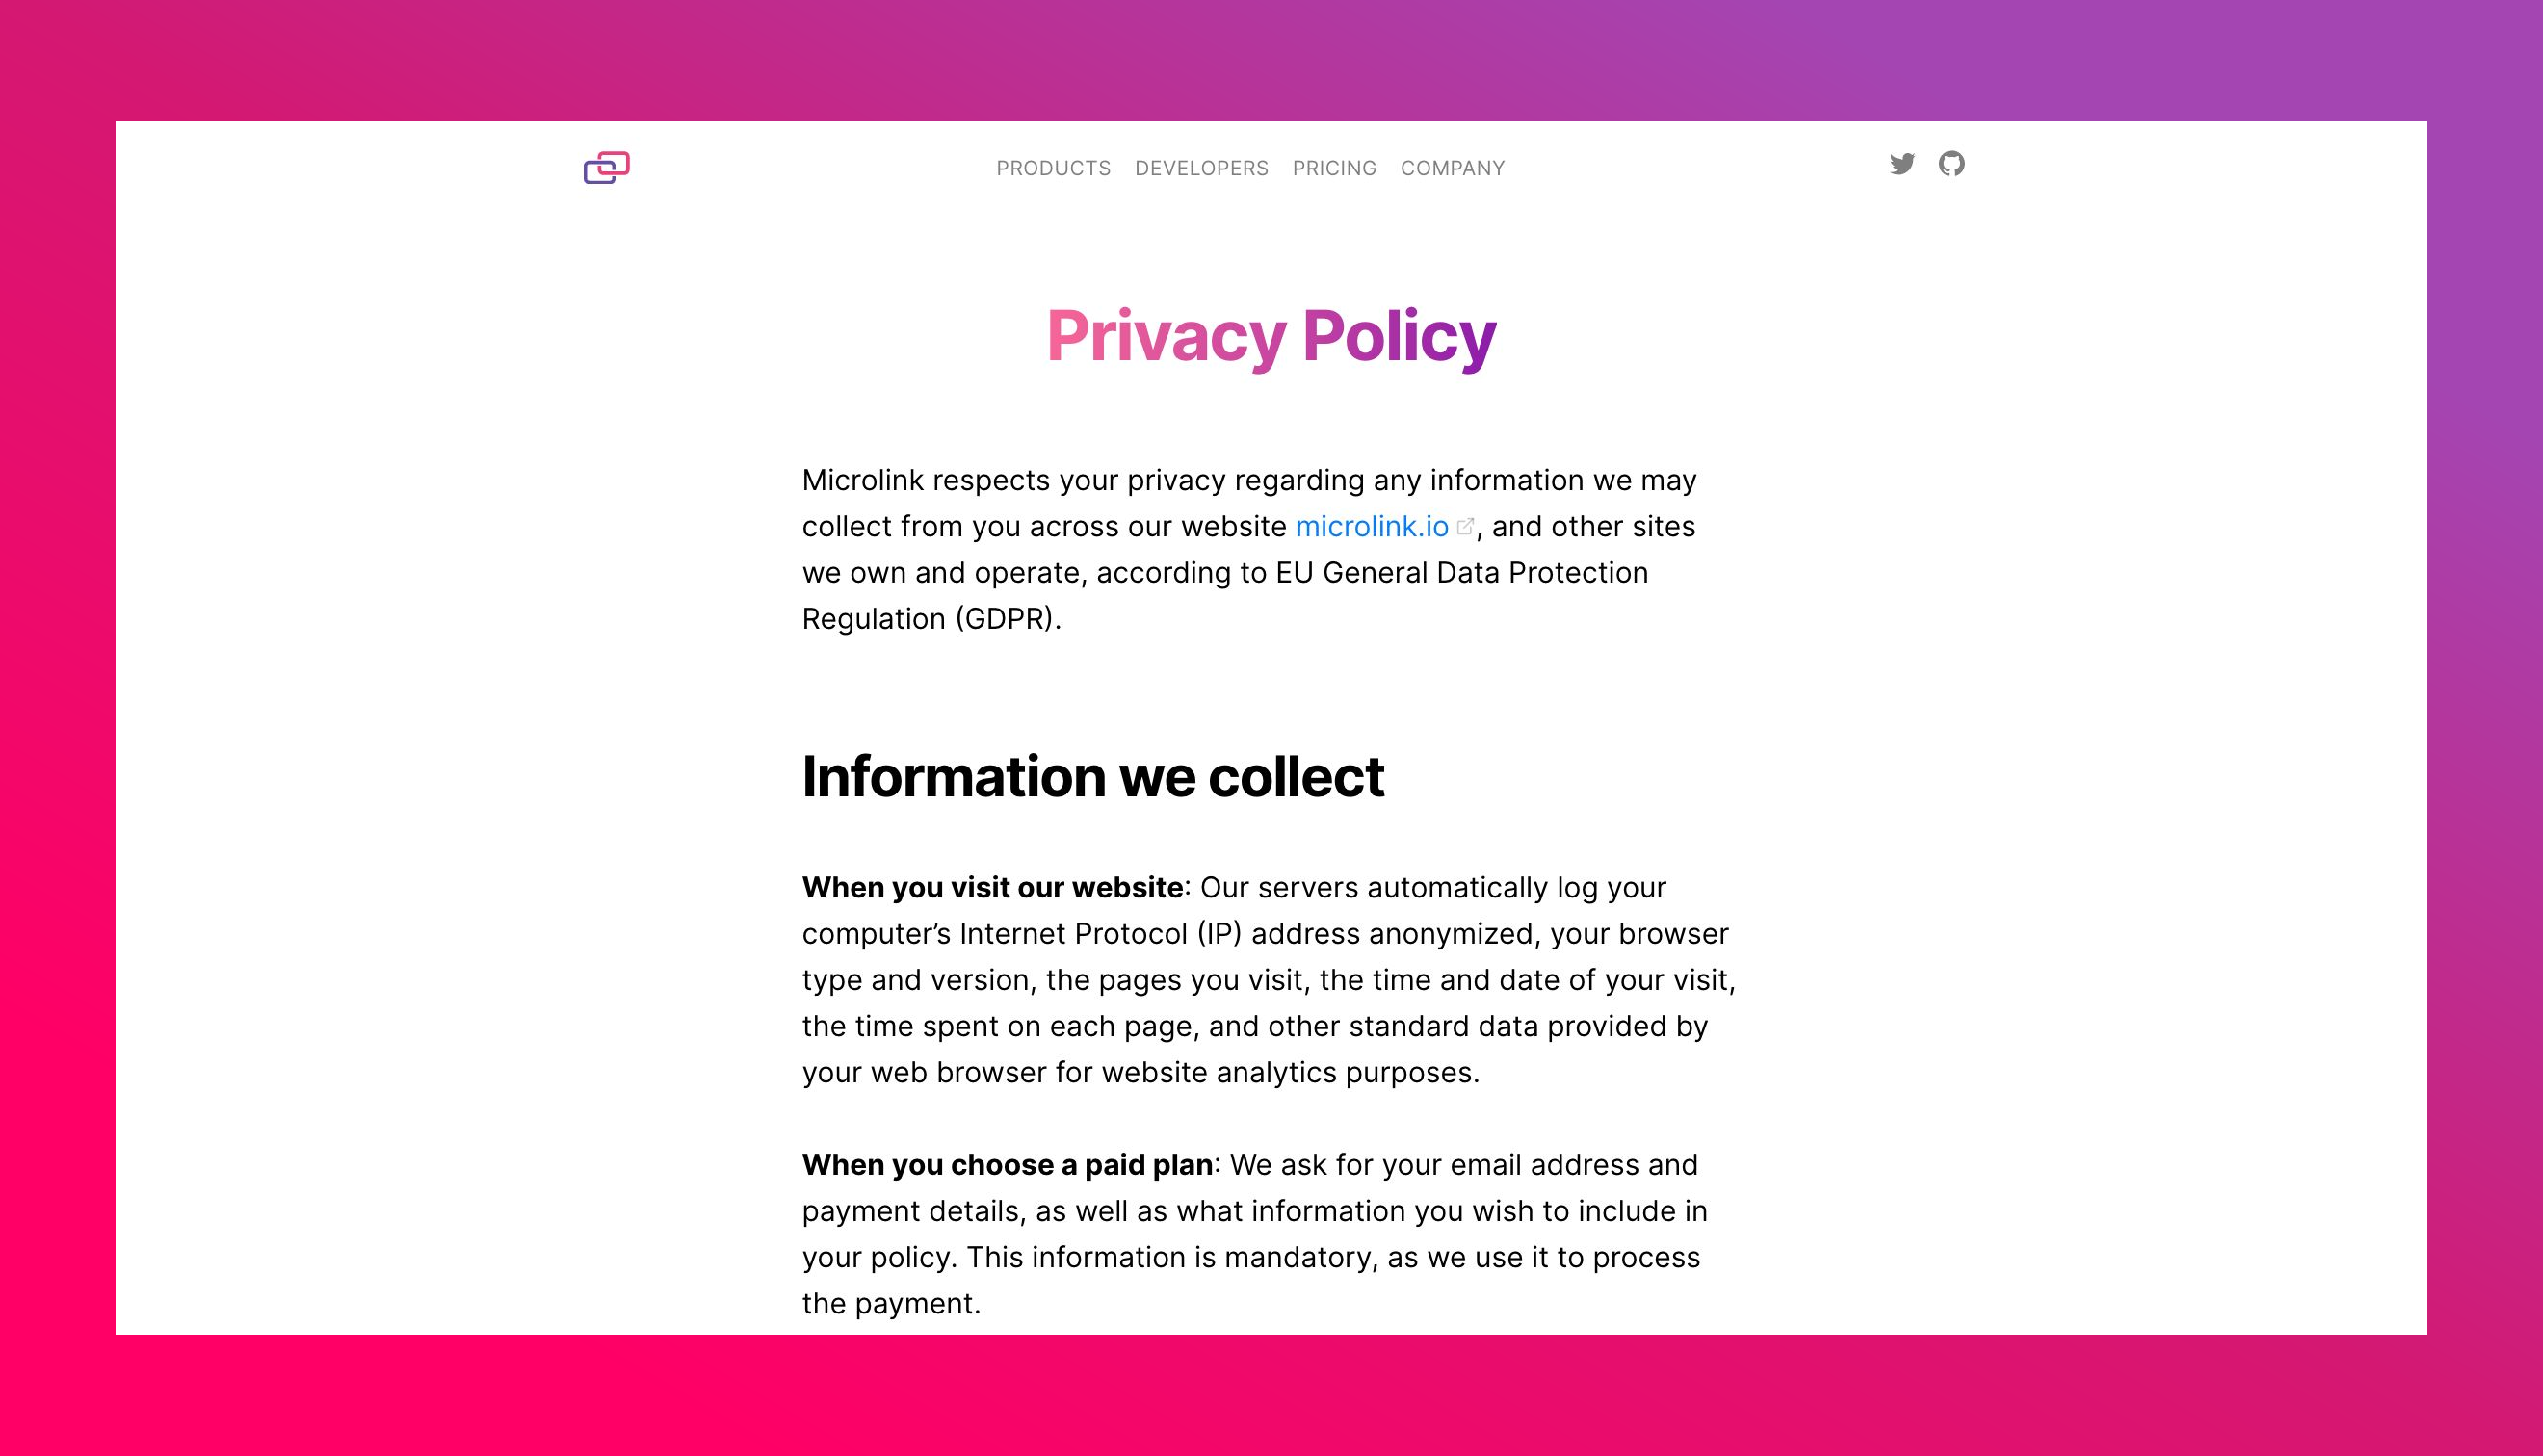 PRODUCTS DEVELOPERS PRICING COMPANY
Privacy Policy
Microlink respects your privacy regarding any information we may
collect from you across our website microlink.io, and other sites
we own and operate, according to EU General Data Protection
Regulation (GDPR).
Information we collect
When you visit our website: Our servers automatically log your
computer’s Internet Protocol (IP) address anonymized, your browser
type and version, the pages you visit, the time and date of your visit,
the time spent on each page, and other standard data provided by
your web browser for website analytics purposes.
When you choose a paid plan: We ask for your email address and
payment details, as well as what information you wish to include in
your policy. This information is mandatory, as we use it to process
the payment.